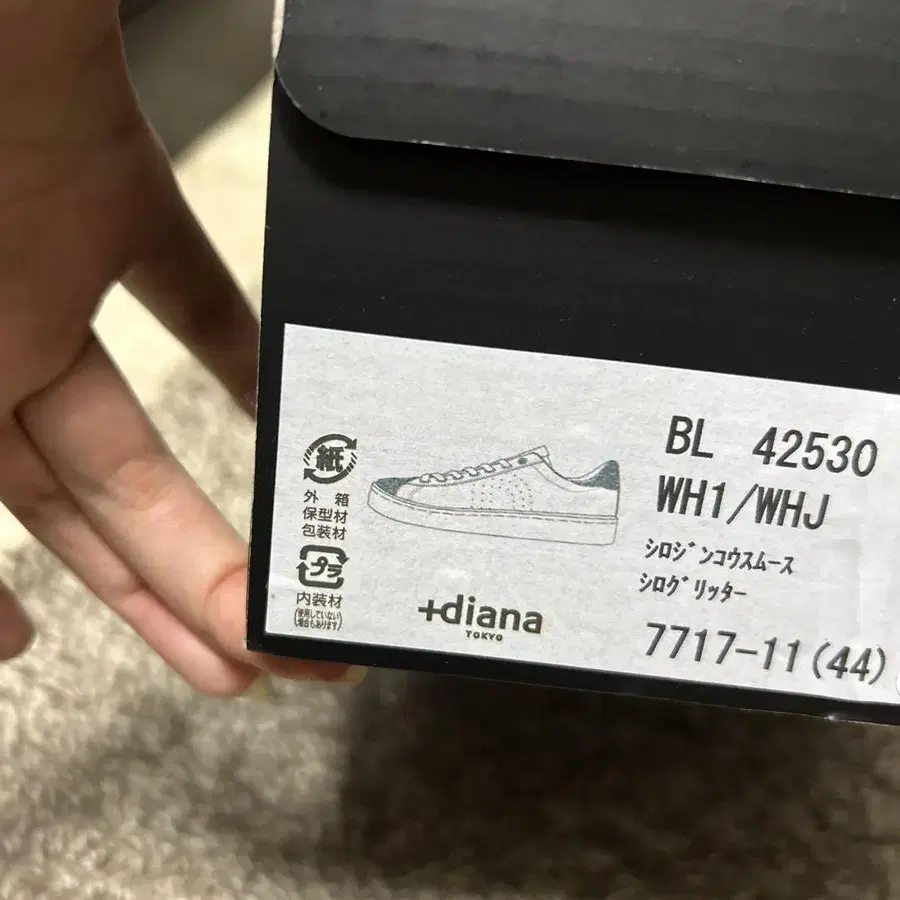 紙
外 箱
保型材
包装材
プラ
内装材
(使用していない
場合もあります)
+diana
TOKYO
BL 42530
WH1/WHJ
シロジンコウスムース
シログリッター
7717-11(44)